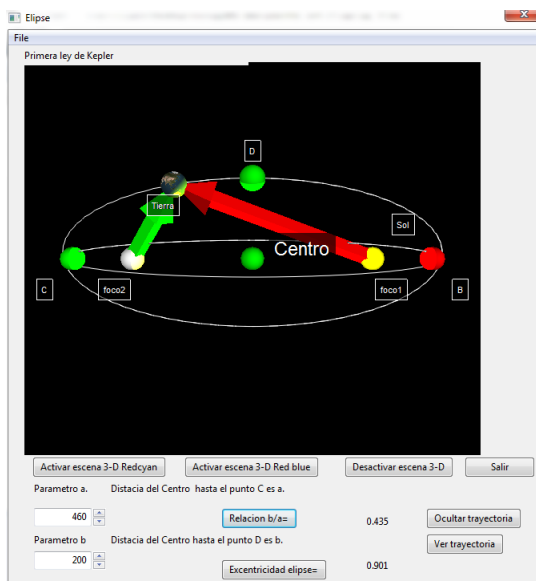 Elipse
File
Primera ley de Kepler
D
Tierra
Sol
Centro
C
foco2
foco1
B
Activar escena 3-D Redcyan
Activar escena 3-D Red blue
Desactivar escena 3-D
Salir
Parametro a.
Distacia del Centro hasta el punto C es a.
460
Relacion b/a=
0.435
Ocultar trayectoria
Parametro b
Distacia del Centro hasta el punto D es b.
Ver trayectoria
200
Excentricidad elipse=
0.901